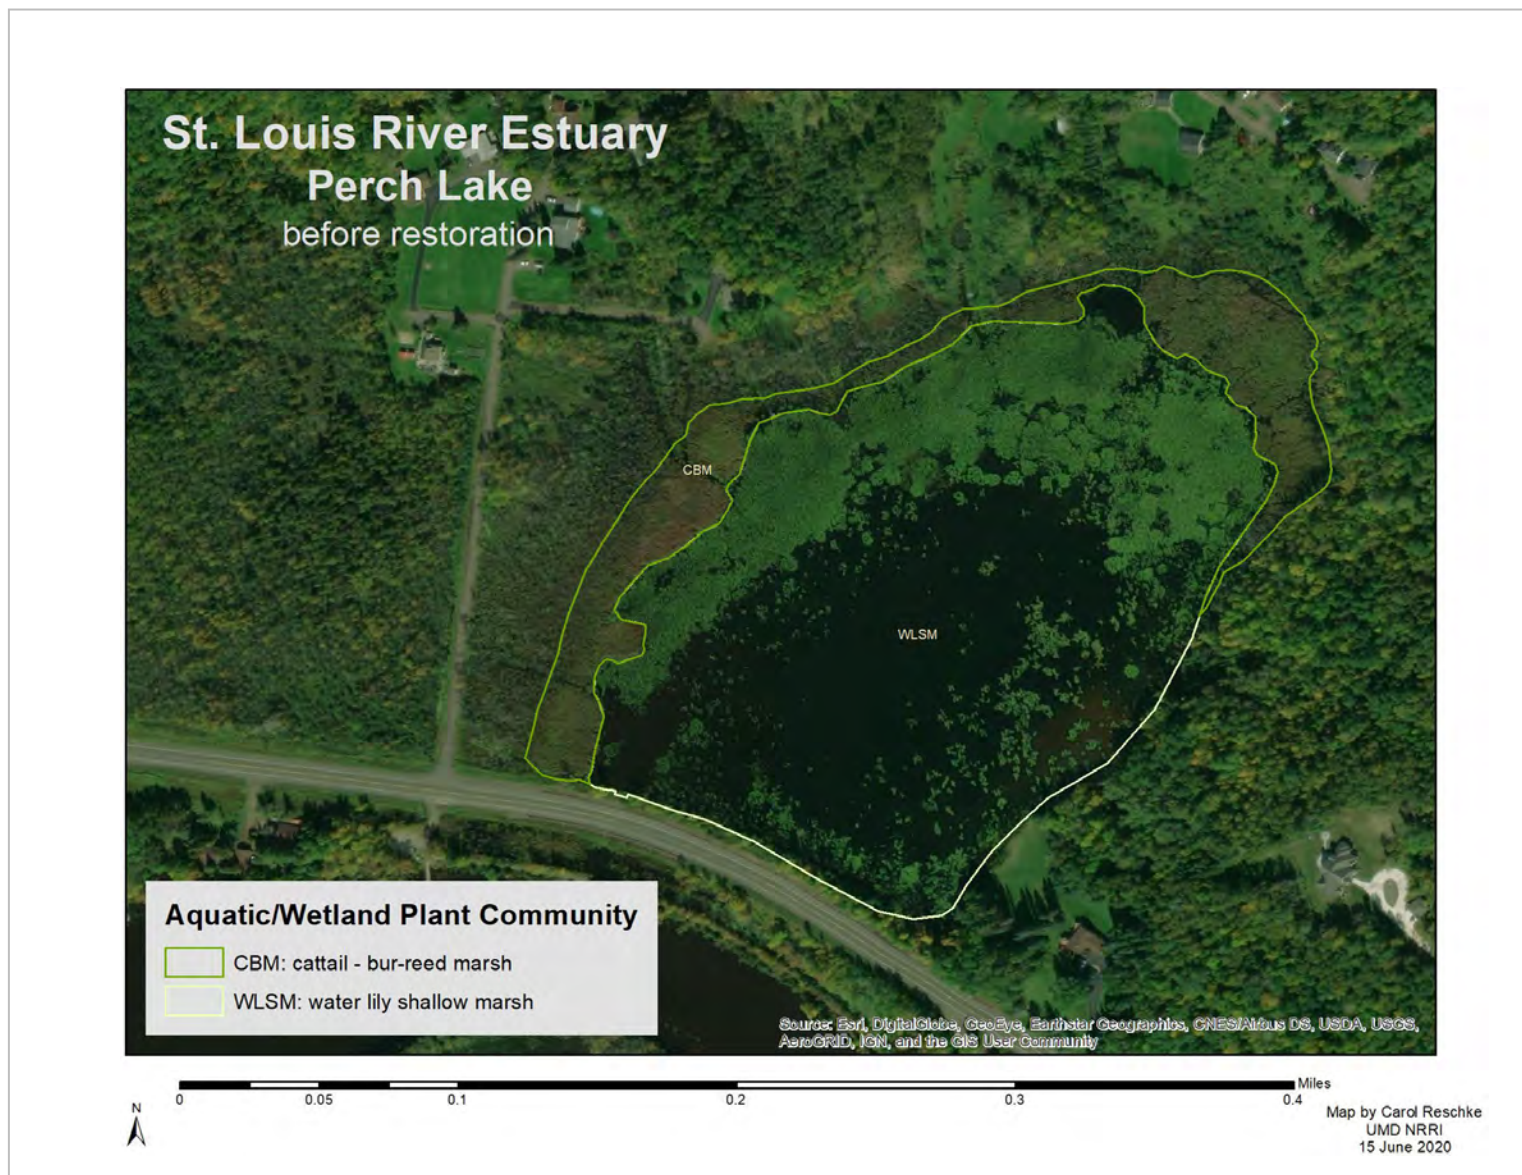 St. Louis River Estuary
Perch Lake
before restoration
CBM
WLSM
Aquatic/Wetland Plant Community
CBM: cattail - bur-reed marsh
WLSM: water lily shallow marsh
Source: Esri, DigitalGlobe, GeoEye, Earthstar Geographics, CNES/Airbus DS, USDA, USGS,
AeroGRID, IGN, and the GIS User Community
Miles
0 0.05 0.1 0.2 0.3 0.4
N
Map by Carol Reschke
UMD NRRI
15 June 2020